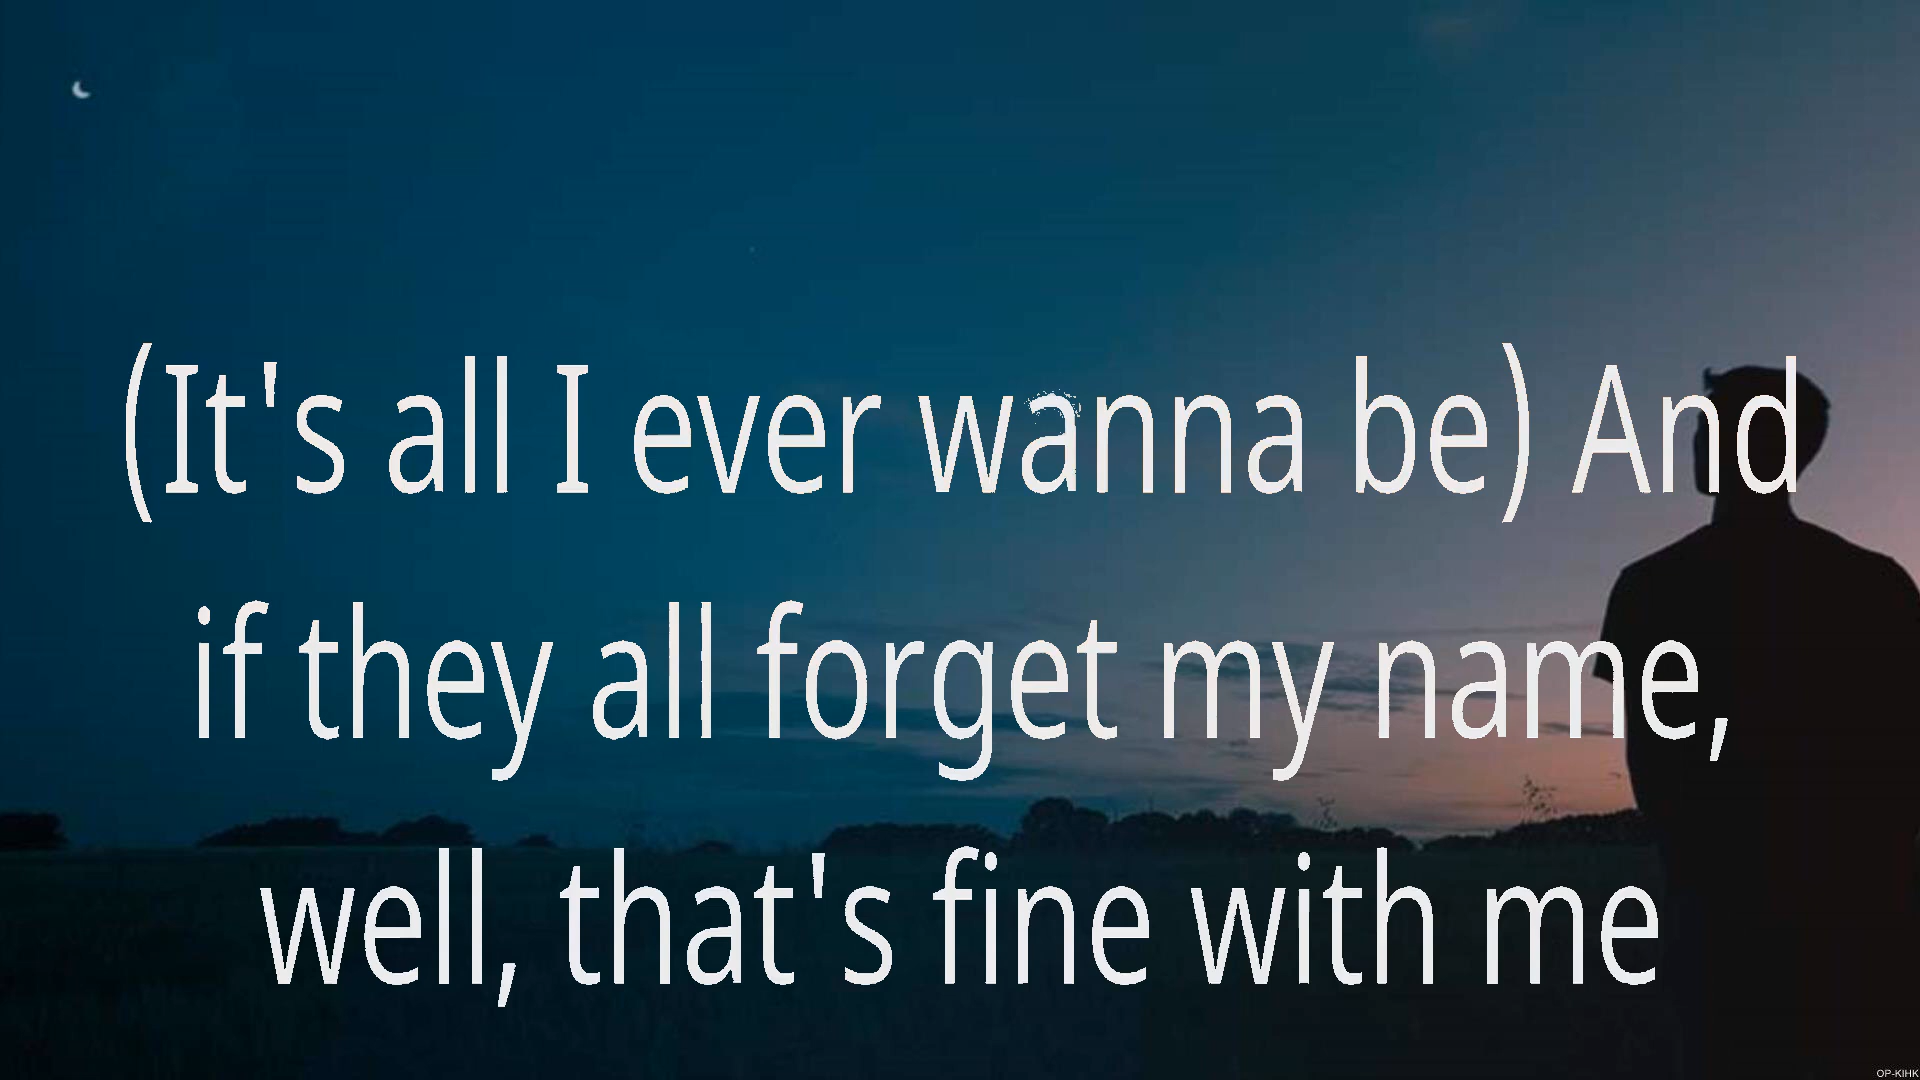 (It's all I ever wanna be) And
if they all forget my name,
well, that's fine with me
OP-KIHK